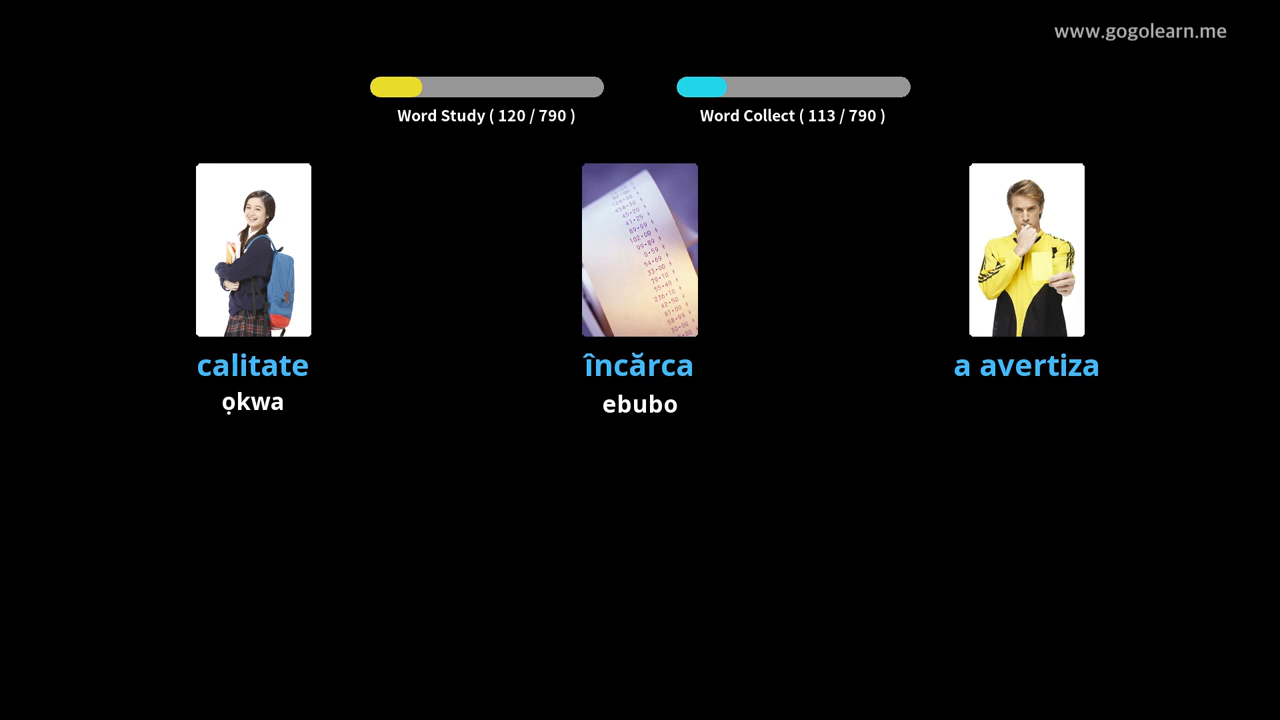 www.gogolearn.me
Word Study ( 120 / 790 )
Word Collect ( 113 / 790 )
calitate
ọkwa
încărca
ebubo
a avertiza